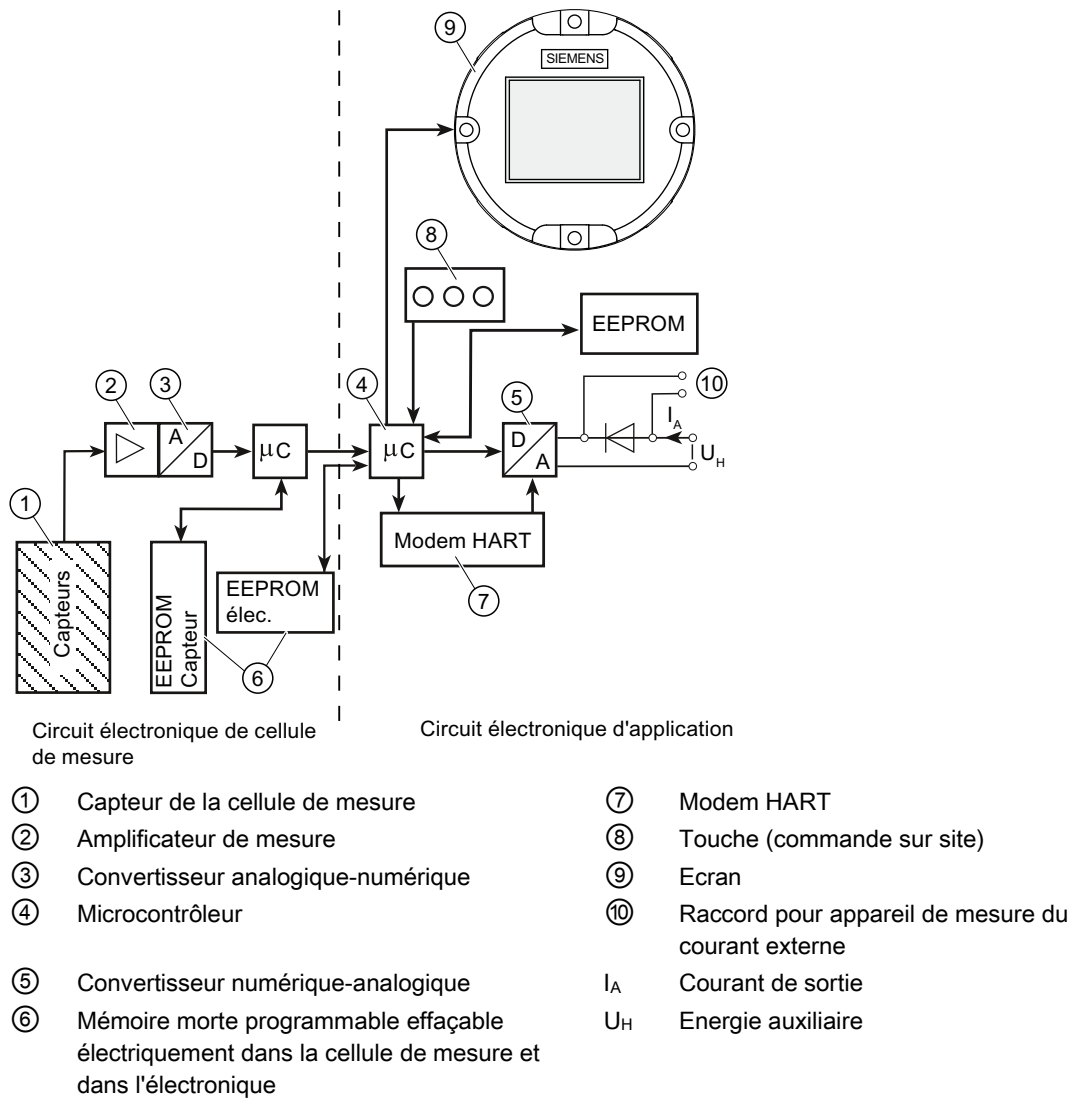 ⑨
SIEMENS
⑧
EEPROM
② ③ ④ ⑤ ⑩
I_A
A D
µC
µC
D A
U_H
①
Modem HART
Capteurs
EEPROM Capteur
EEPROM
élec.
⑦
⑥
Circuit électronique de cellule
de mesure
Circuit électronique d'application
① Capteur de la cellule de mesure
② Amplificateur de mesure
③ Convertisseur analogique-numérique
④ Microcontrôleur
⑤ Convertisseur numérique-analogique
⑥ Mémoire morte programmable effaçable
électriquement dans la cellule de mesure et
dans l'électronique
⑦ Modem HART
⑧ Touche (commande sur site)
⑨ Ecran
⑩ Raccord pour appareil de mesure du
courant externe
I_A Courant de sortie
U_H Energie auxiliaire